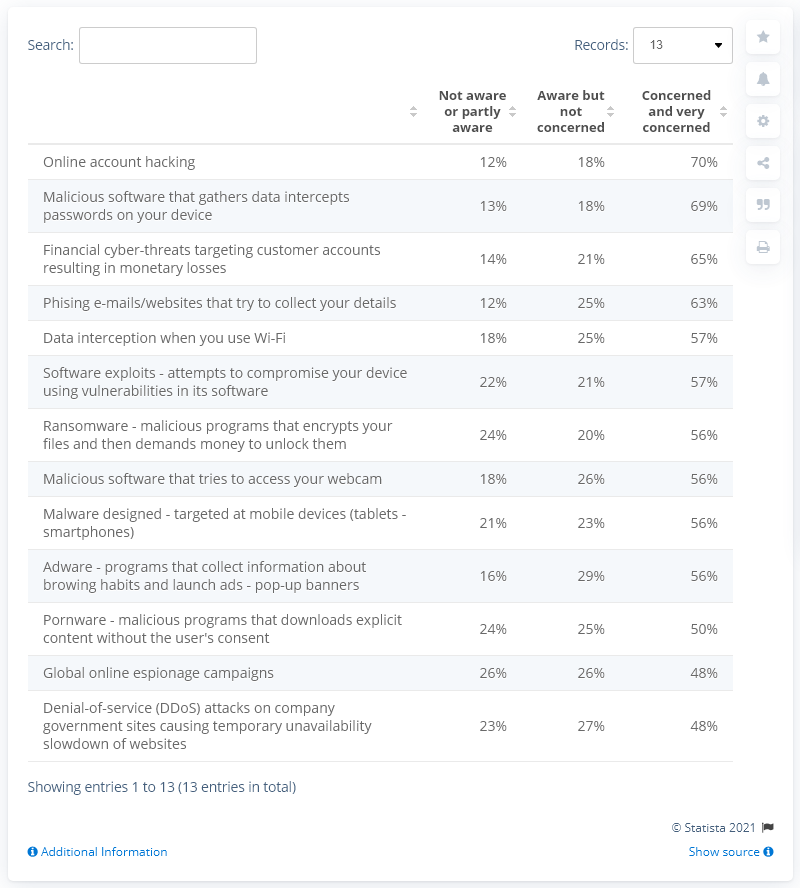 Search:
Records: 13
Not aware or partly aware
Aware but not concerned
Concerned and very concerned
Online account hacking 12% 18% 70%
Malicious software that gathers data intercepts
passwords on your device 13% 18% 69%
Financial cyber-threats targeting customer accounts
resulting in monetary losses 14% 21% 65%
Phising e-mails/websites that try to collect your details 12% 25% 63%
Data interception when you use Wi-Fi 18% 25% 57%
Software exploits - attempts to compromise your device
using vulnerabilities in its software 22% 21% 57%
Ransomware - malicious programs that encrypts your
files and then demands money to unlock them 24% 20% 56%
Malicious software that tries to access your webcam 18% 26% 56%
Malware designed - targeted at mobile devices (tablets -
smartphones) 21% 23% 56%
Adware - programs that collect information about
browing habits and launch ads - pop-up banners 16% 29% 56%
Pornware - malicious programs that downloads explicit
content without the user's consent 24% 25% 50%
Global online espionage campaigns 26% 26% 48%
Denial-of-service (DDoS) attacks on company
government sites causing temporary unavailability
slowdown of websites 23% 27% 48%
Showing entries 1 to 13 (13 entries in total)
© Statista 2021
Additional Information
Show source